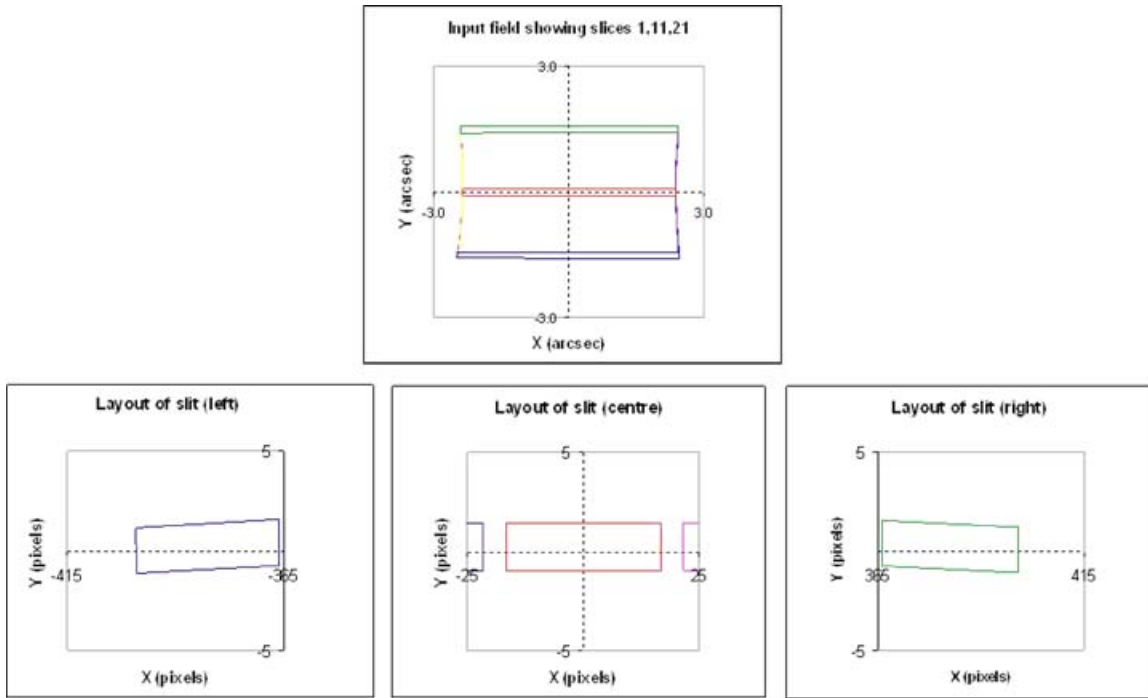 Input field showing slices 1,11,21
3.0
Y (arcsec)
-3.0
3.0
-3.0
X (arcsec)
Layout of slit (left)
5
Y (pixels)
-415
-365
-5
X (pixels)
Layout of slit (centre)
5
Y (pixels)
-25
25
-5
X (pixels)
Layout of slit (right)
5
Y (pixels)
365
415
-5
X (pixels)